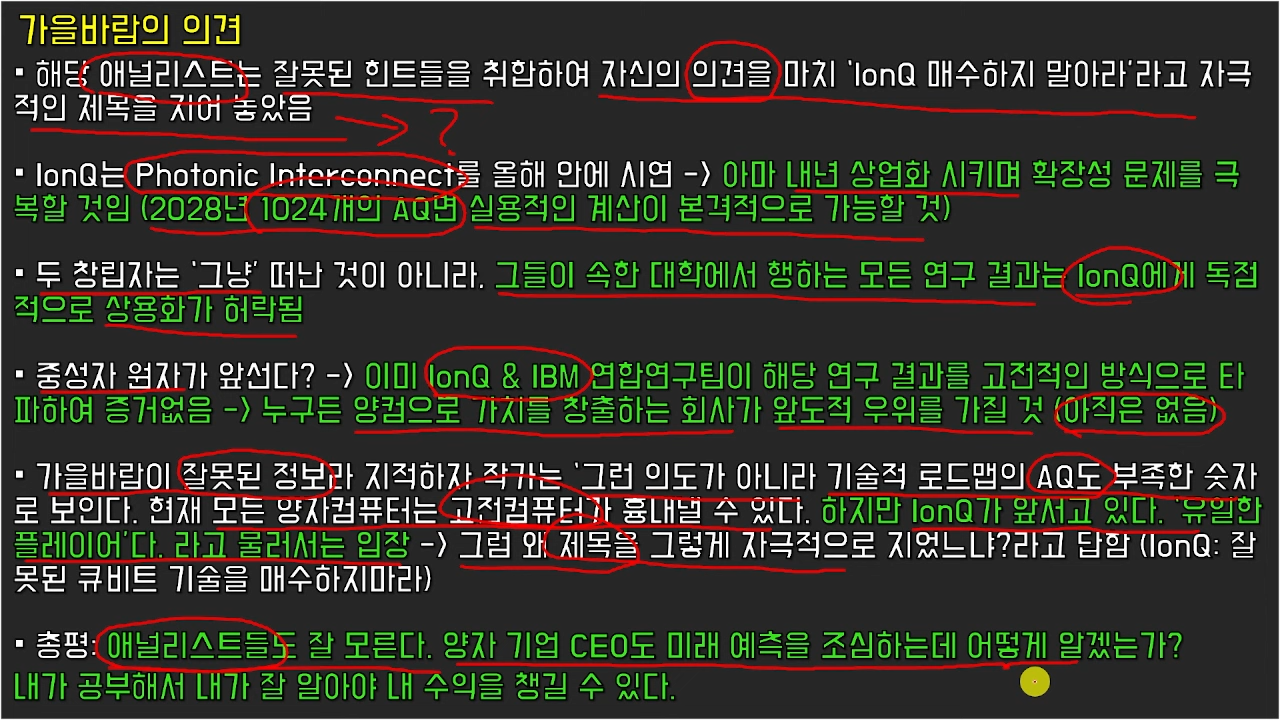 가을바람의 의견
▪ 해당 애널리스트는 잘못된 힌트들을 취합하여 자신의 의견을 마치 'IonQ 매수하지 말아라'라고 자극
적인 제목을 지어 놓았음
?
▪ IonQ는 Photonic Interconnect를 올해 안에 시연 -> 아마 내년 상업화 시키며 확장성 문제를 극
복할 것임 (2028년 1024개의 AQ면 실용적인 계산이 본격적으로 가능할 것)
▪ 두 창립자는 '그냥' 떠난 것이 아니라. 그들이 속한 대학에서 행하는 모든 연구 결과는 IonQ에게 독점
적으로 상용화가 허락됨
▪ 중성자 원자가 앞선다? -> 이미 IonQ & IBM 연합연구팀이 해당 연구 결과를 고전적인 방식으로 타
파하여 증거없음 -> 누구든 양컴으로 가치를 창출하는 회사가 앞도적 우위를 가질 것 (아직은 없음)
▪ 가을바람이 잘못된 정보라 지적하자 작가는 '그런 의도가 아니라 기술적 로드맵의 AQ도 부족한 숫자
로 보인다. 현재 모든 양자컴퓨터는 고전컴퓨터가 흉내낼 수 있다. 하지만 IonQ가 앞서고 있다. '유일한
플레이어'다. 라고 물러서는 입장 -> 그럼 왜 제목을 그렇게 자극적으로 지었느냐?라고 답함 (IonQ: 잘
못된 큐비트 기술을 매수하지마라)
▪ 총평: 애널리스트들도 잘 모른다. 양자 기업 CEO도 미래 예측을 조심하는데 어떻게 알겠는가?
내가 공부해서 내가 잘 알아야 내 수익을 챙길 수 있다.